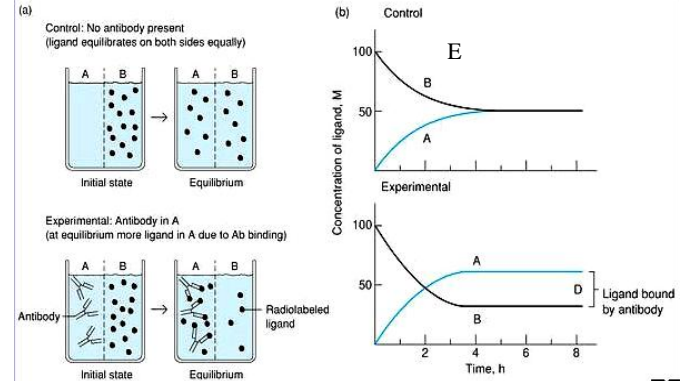 (a)
Control: No antibody present
(ligand equilibrates on both sides equally)
A B
A B
Initial state
Equilibrium
Experimental: Antibody in A
(at equilibrium more ligand in A due to Ab binding)
A B
A B
Antibody
Radiolabeled
ligand
Initial state
Equilibrium
(b)
Control
E
100
50
B
A
Concentration of ligand, M
Experimental
100
50
A
D
B
Ligand bound
by antibody
2 4 6 8
Time, h